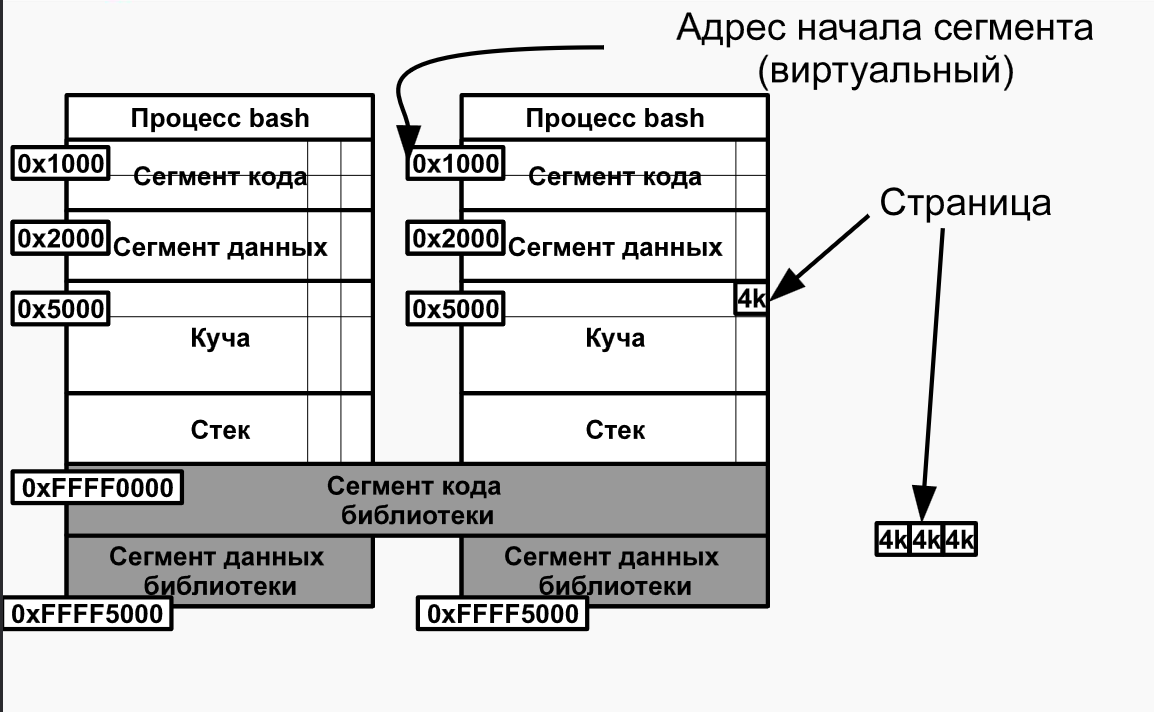 Адрес начала сегмента
(виртуальный)
Процесс bash
Процесс bash
0x1000
Сегмент кода
0x1000
Сегмент кода
Страница
0x2000
Сегмент данных
0x2000
Сегмент данных
0x5000
Куча
0x5000
Куча
4k
Стек
Стек
0xFFFF0000
Сегмент кода
библиотеки
4k 4k 4k
Сегмент данных
библиотеки
Сегмент данных
библиотеки
0xFFFF5000
0xFFFF5000